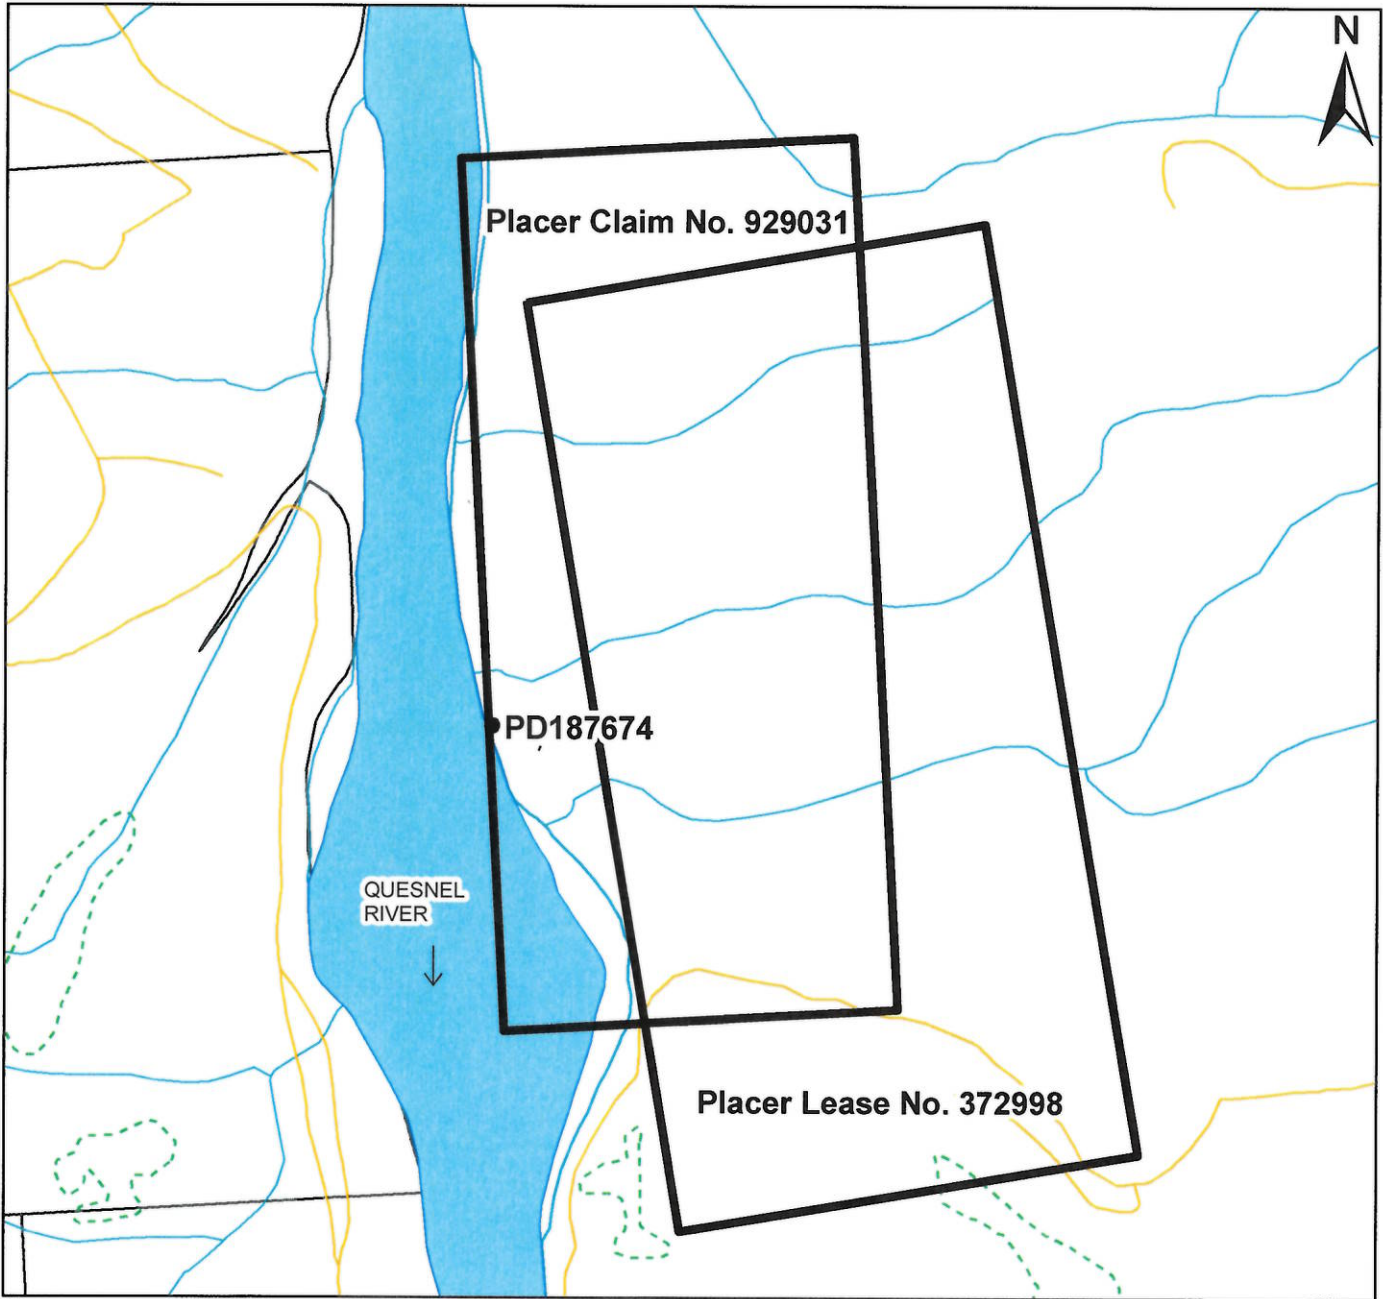 N
Placer Claim No. 929031
PD187674
QUESNEL
RIVER
Placer Lease No. 372998